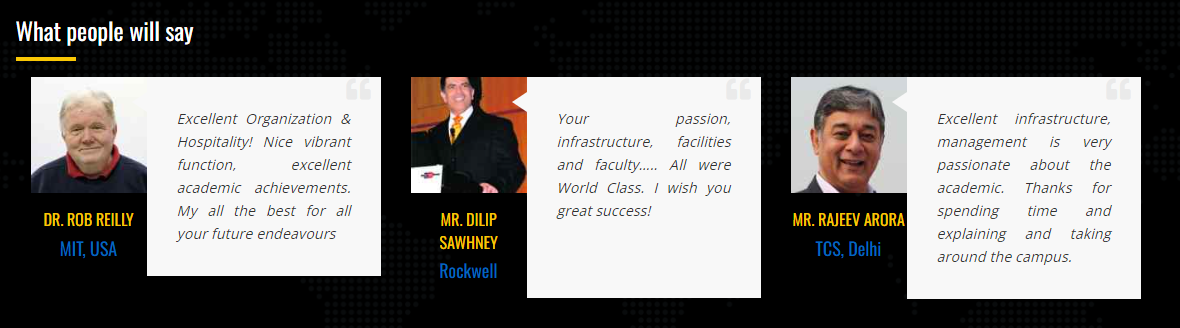 What people will say
Excellent Organization &
Hospitality! Nice vibrant
function, excellent
academic achievements.
My all the best for all
your future endeavours
DR. ROB REILLY
MIT, USA
Your passion,
infrastructure, facilities
and faculty..... All were
World Class. I wish you
great success!
MR. DILIP
SAWHNEY
Rockwell
Excellent infrastructure,
management is very
passionate about the
academic. Thanks for
spending time and
explaining and taking
around the campus.
MR. RAJEEV ARORA
TCS, Delhi